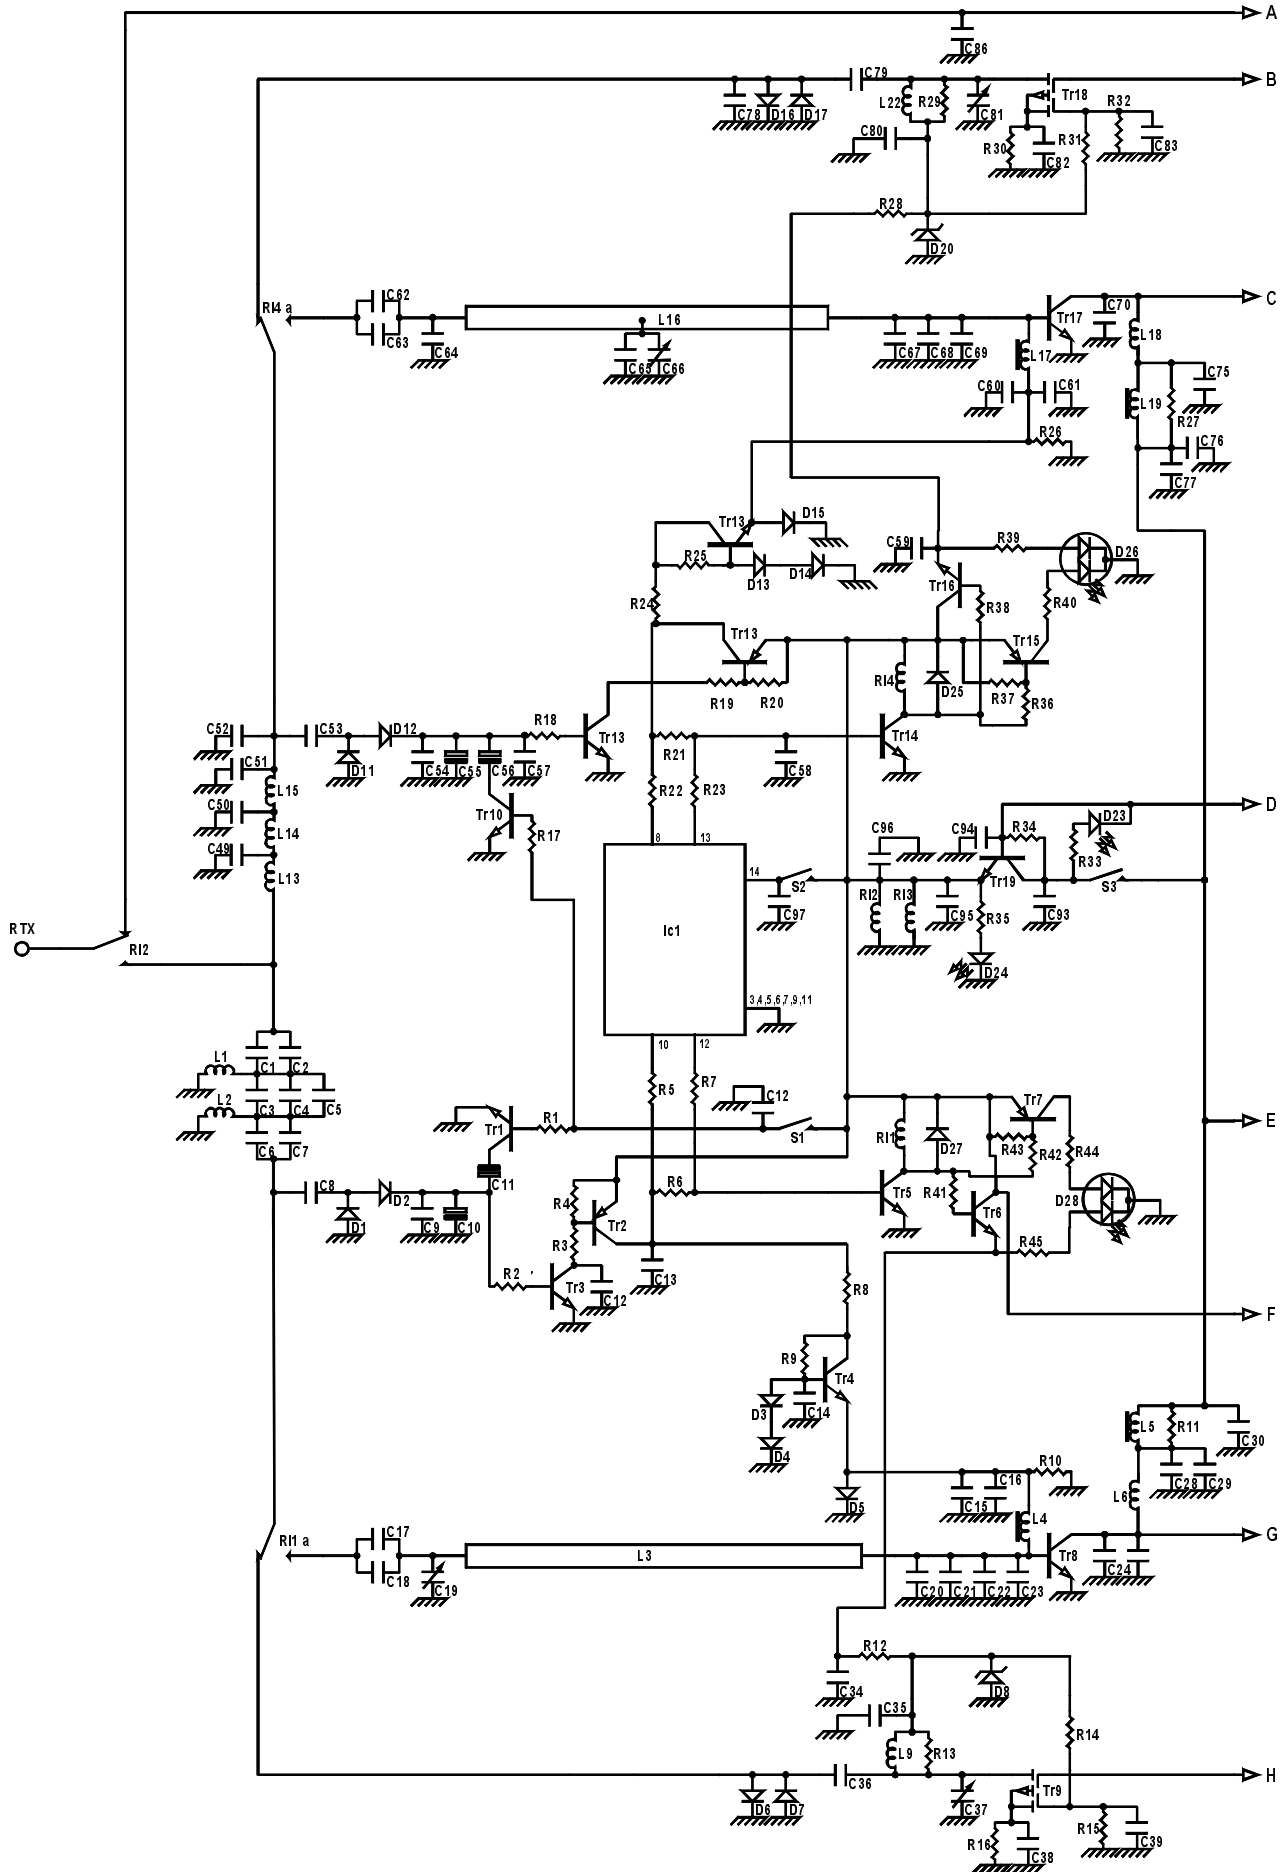 A
C86
B
C79
L22
R29
C78
D16
D17
C81
Tr18
R32
C80
R30
R31
C82
C83
R28
D20
Rl4 a
C62
C63
C64
L16
C65
C66
C67
C68
C69
Tr17
C70
C
L18
L17
C60
C61
C75
L19
R27
R26
C76
C77
Tr13
D15
R25
D13
D14
C59
R39
D26
R24
Tr16
R38
R40
Tr13
Tr15
Rl4
D25
R37
R36
R19
R20
C52
C53
D12
R18
Tr13
R21
Tr14
C51
D11
C54
C55
C56
C57
C58
L15
R22
R23
C50
L14
Tr10
R17
C49
L13
8
13
C96
C94
R34
D23
D
14
S2
R33
Tr19
S3
Rl2
Rl3
C97
C95
R35
C93
RTX
Rl2
Ic1
D24
3,4,5,6,7,9,11
10
12
L1
C1
C2
L2
C3
C4
C5
C6
C7
R5
R7
C12
Tr1
R1
S1
Tr7
E
Rl1
D27
R43
R42
R44
C11
C8
D2
R4
R6
Tr5
R41
Tr6
D28
D1
C9
C10
Tr2
R3
R45
R2
Tr3
C12
C13
R8
F
R9
Tr4
D3
C14
D4
L5
R11
C30
R10
C16
C28
C29
D5
C15
L6
L4
Rl1 a
C17
C18
C19
L3
Tr8
G
C24
C20
C21
C22
C23
R12
C34
D8
C35
R14
L9
R13
C36
H
D6
D7
C37
Tr9
R16
C38
R15
C39